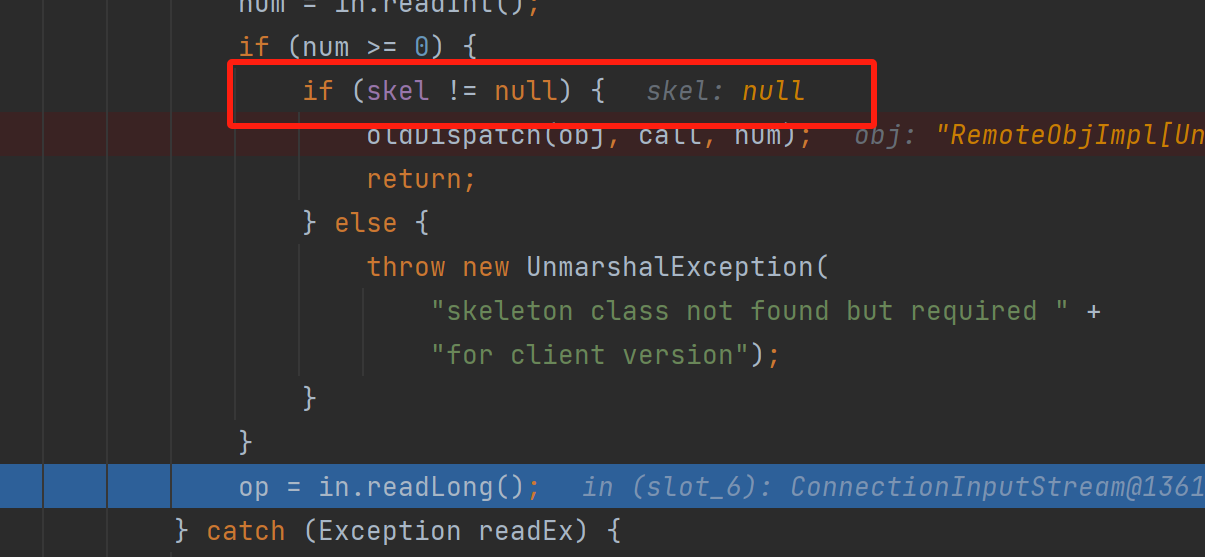 num = in.readInt();
if (num >= 0) {
if (skel != null) { skel: null
oldDispatch(obj, call, num); obj: "RemoteObjImpl[Un
return;
} else {
throw new UnmarshalException(
"skeleton class not found but required " +
"for client version");
}
}
op = in.readLong(); in (slot_6): ConnectionInputStream@1361
} catch (Exception readEx) {